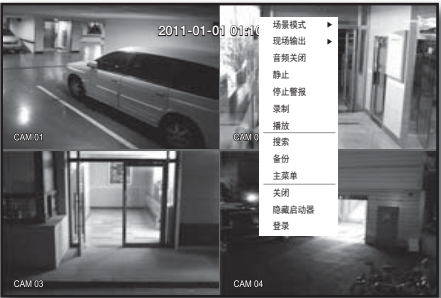 2011-01-01 01:10
场景模式
现场输出
音频关闭
静止
停止警报
录制
播放
搜索
备份
主菜单
关闭
隐藏启动器
登录
CAM 01
CAM 0
CAM 03
CAM 04